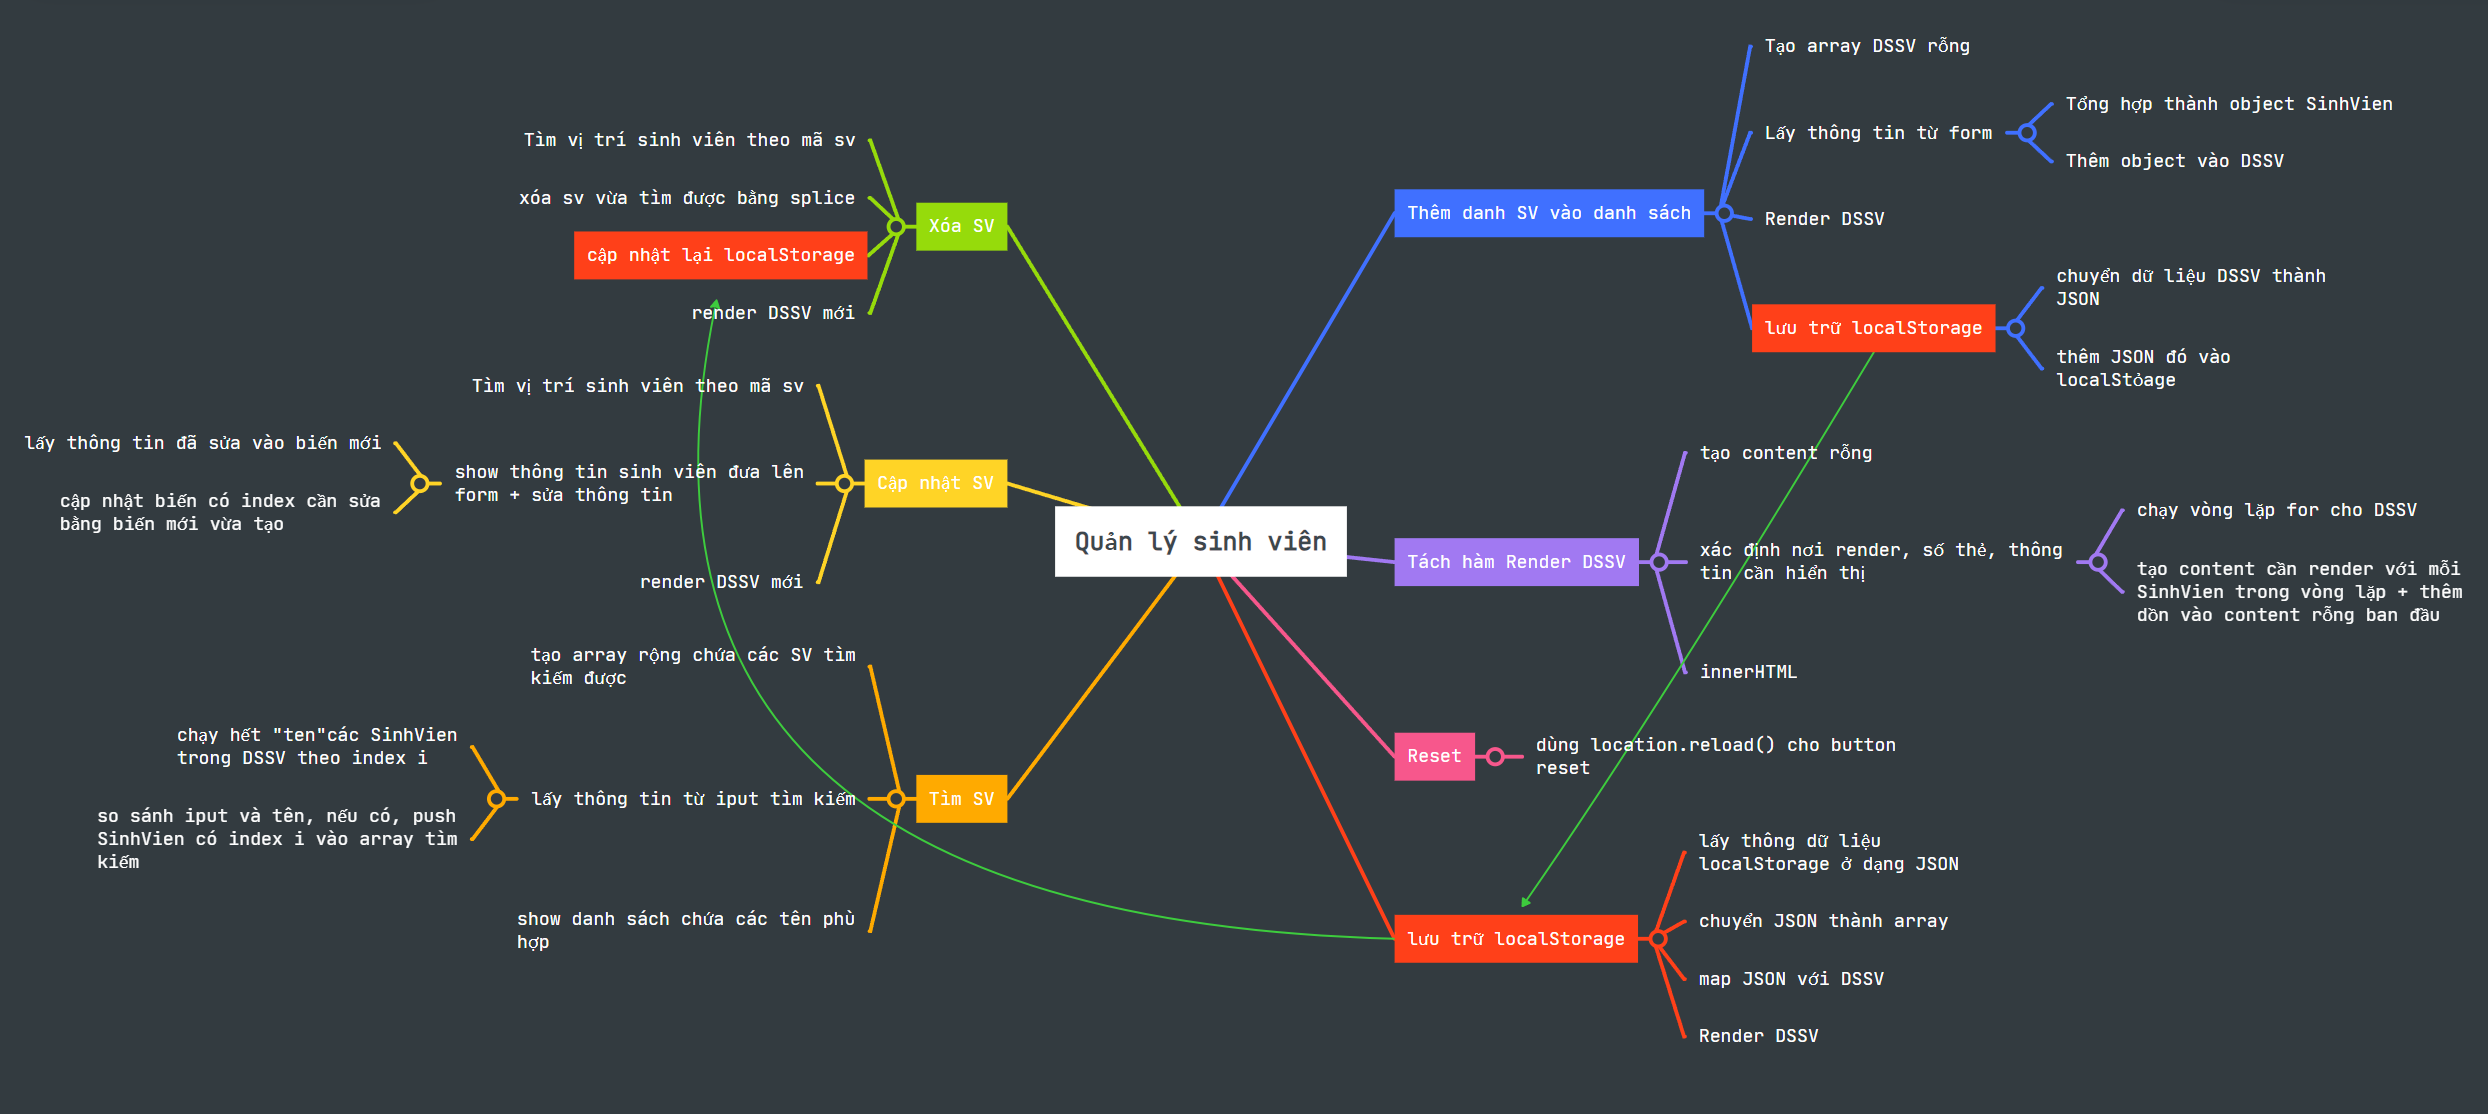 Quản lý sinh viên
Thêm danh SV vào danh sách
Tạo array DSSV rỗng
Lấy thông tin từ form
Tổng hợp thành object SinhVien
Thêm object vào DSSV
Render DSSV
lưu trữ localStorage
chuyển dữ liệu DSSV thành
JSON
thêm JSON đó vào
localStỏage
Tách hàm Render DSSV
tạo content rỗng
xác định nơi render, số thẻ, thông
tin cần hiển thị
chạy vòng lặp for cho DSSV
tạo content cần render với mỗi
SinhVien trong vòng lặp + thêm
dồn vào content rỗng ban đầu
innerHTML
Reset
dùng location.reload() cho button
reset
lưu trữ localStorage
lấy thông dữ liệu
localStorage ở dạng JSON
chuyển JSON thành array
map JSON với DSSV
Render DSSV
Xóa SV
Tìm vị trí sinh viên theo mã sv
xóa sv vừa tìm được bằng splice
cập nhật lại localStorage
render DSSV mới
Cập nhật SV
Tìm vị trí sinh viên theo mã sv
show thông tin sinh viên đưa lên
form + sửa thông tin
lấy thông tin đã sửa vào biến mới
cập nhật biến có index cần sửa
bằng biến mới vừa tạo
render DSSV mới
Tìm SV
tạo array rộng chứa các SV tìm
kiếm được
lấy thông tin từ iput tìm kiếm
chạy hết "ten"các SinhVien
trong DSSV theo index i
so sánh iput và tên, nếu có, push
SinhVien có index i vào array tìm
kiếm
show danh sách chứa các tên phù
hợp